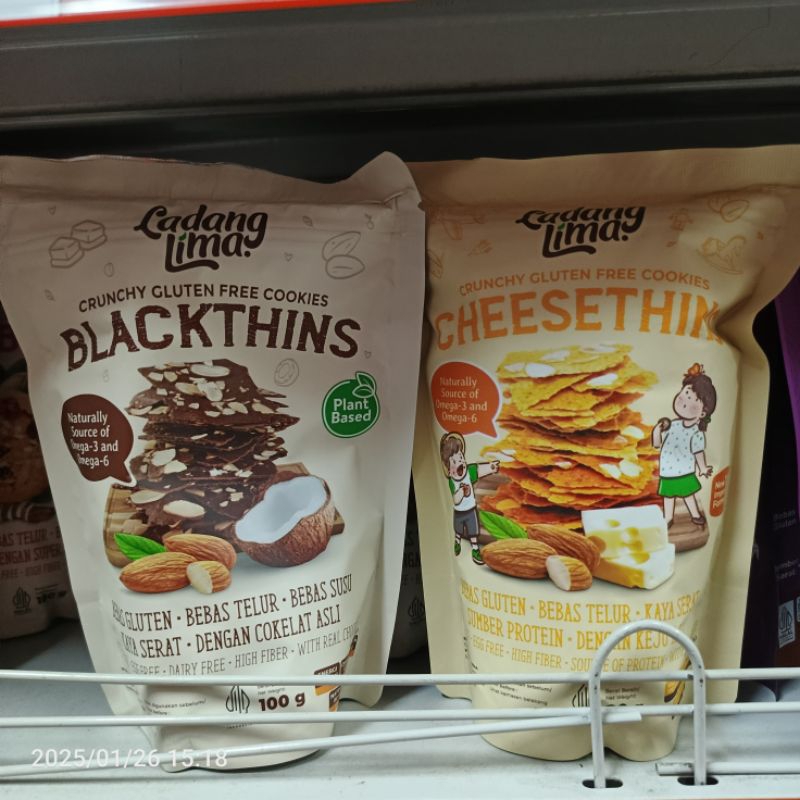 Ladang
Lima
CRUNCHY GLUTEN FREE COOKIES
BLACKTHINS
Naturally
Source of
Omega-3 and
Omega-6
Plant
Based
GLUTEN · BEBAS TELUR · BEBAS SUSU
KAYA SERAT · DENGAN COKELAT ASLI
FREE · DAIRY FREE · HIGH FIBER · WITH REAL
100 g
Ladang
Lima
CRUNCHY GLUTEN FREE COOKIES
CHEESETHIN
Naturally
Source of
Omega-3 and
Omega-6
BEBAS GLUTEN · BEBAS TELUR · KAYA SERAT
SUMBER PROTEIN · DENGAN KEJU
EGG FREE · HIGH FIBER · SOURCE OF PROTEIN
2025/01/26 15:18